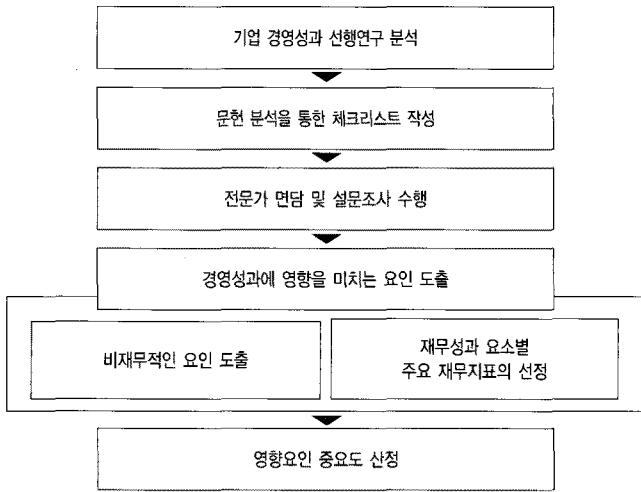 기업 경영성과 선행연구 분석
문헌 분석을 통한 체크리스트 작성
전문가 면담 및 설문조사 수행
경영성과에 영향을 미치는 요인 도출
비재무적인 요인 도출
재무성과 요소별
주요 재무지표의 선정
영향요인 중요도 산정